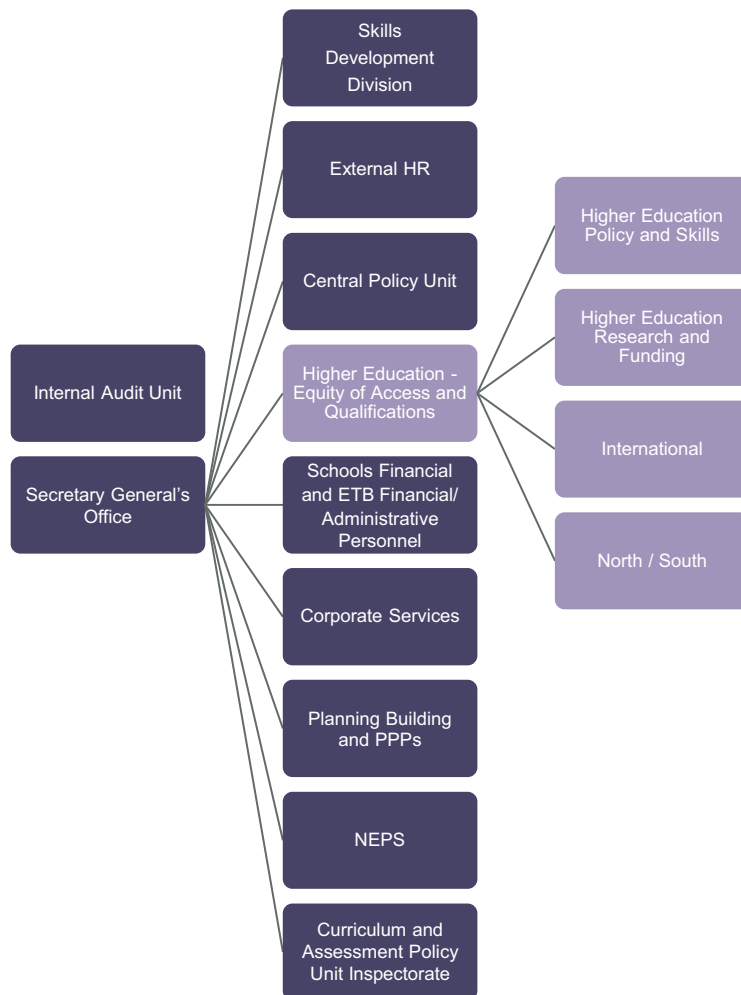 Internal Audit Unit
Secretary General’s
Office
Skills
Development
Division
External HR
Central Policy Unit
Higher Education -
Equity of Access and
Qualifications
Schools Financial
and ETB Financial/
Administrative
Personnel
Corporate Services
Planning Building
and PPPs
NEPS
Curriculum and
Assessment Policy
Unit Inspectorate
Higher Education
Policy and Skills
Higher Education
Research and
Funding
International
North / South